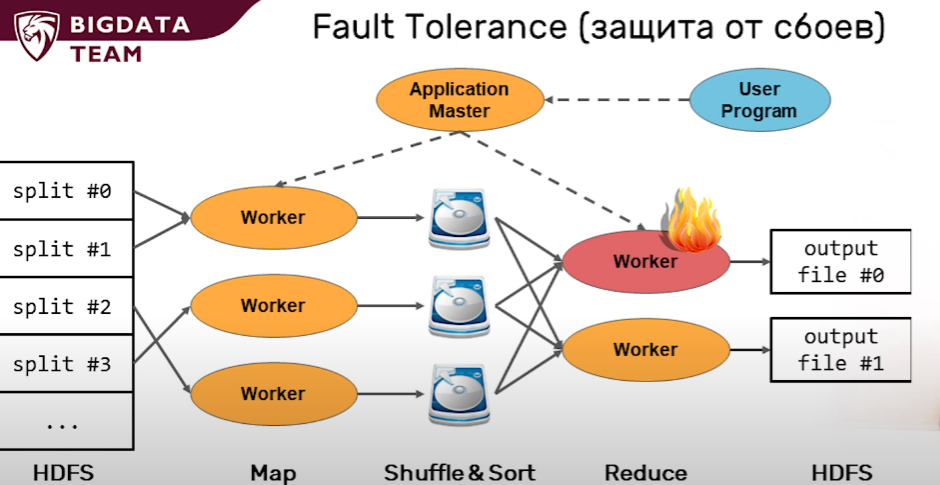 BIGDATA
TEAM
Fault Tolerance (защита от сбоев)
Application
Master
User
Program
split #0
split #1
split #2
split #3
...
Worker
Worker
Worker
Worker
Worker
output
file #0
output
file #1
HDFS
Map
Shuffle & Sort
Reduce
HDFS